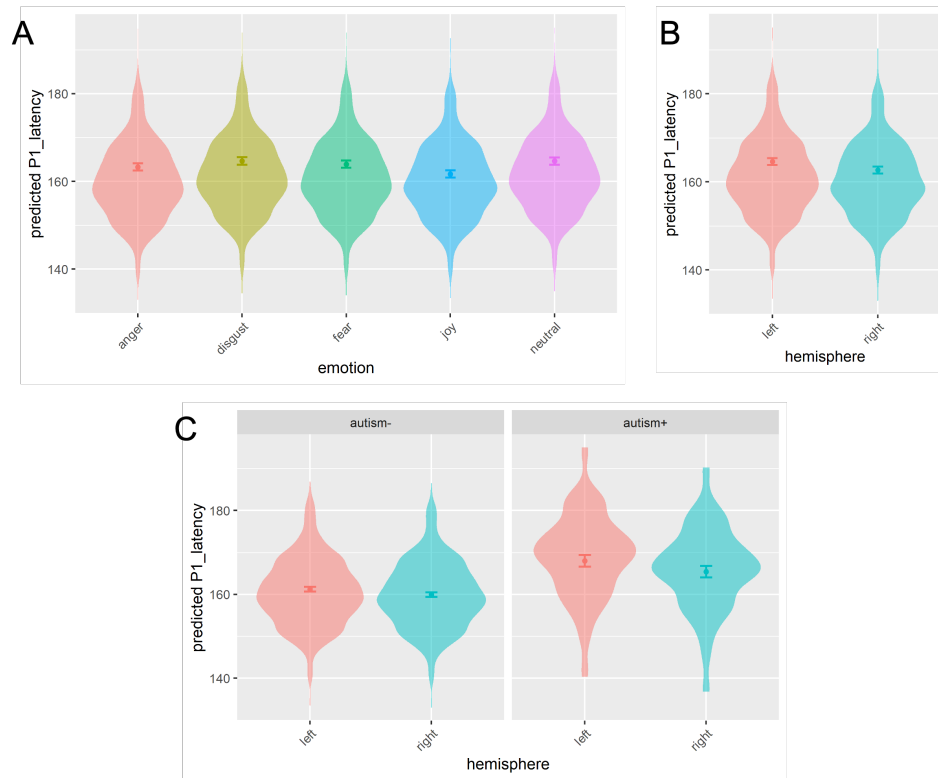 A
predicted P1_latency
180
160
140
anger
disgust
fear
joy
neutral
emotion
B
predicted P1_latency
180
160
140
left
right
hemisphere
C
autism-
autism+
predicted P1_latency
180
160
140
left
right
left
right
hemisphere